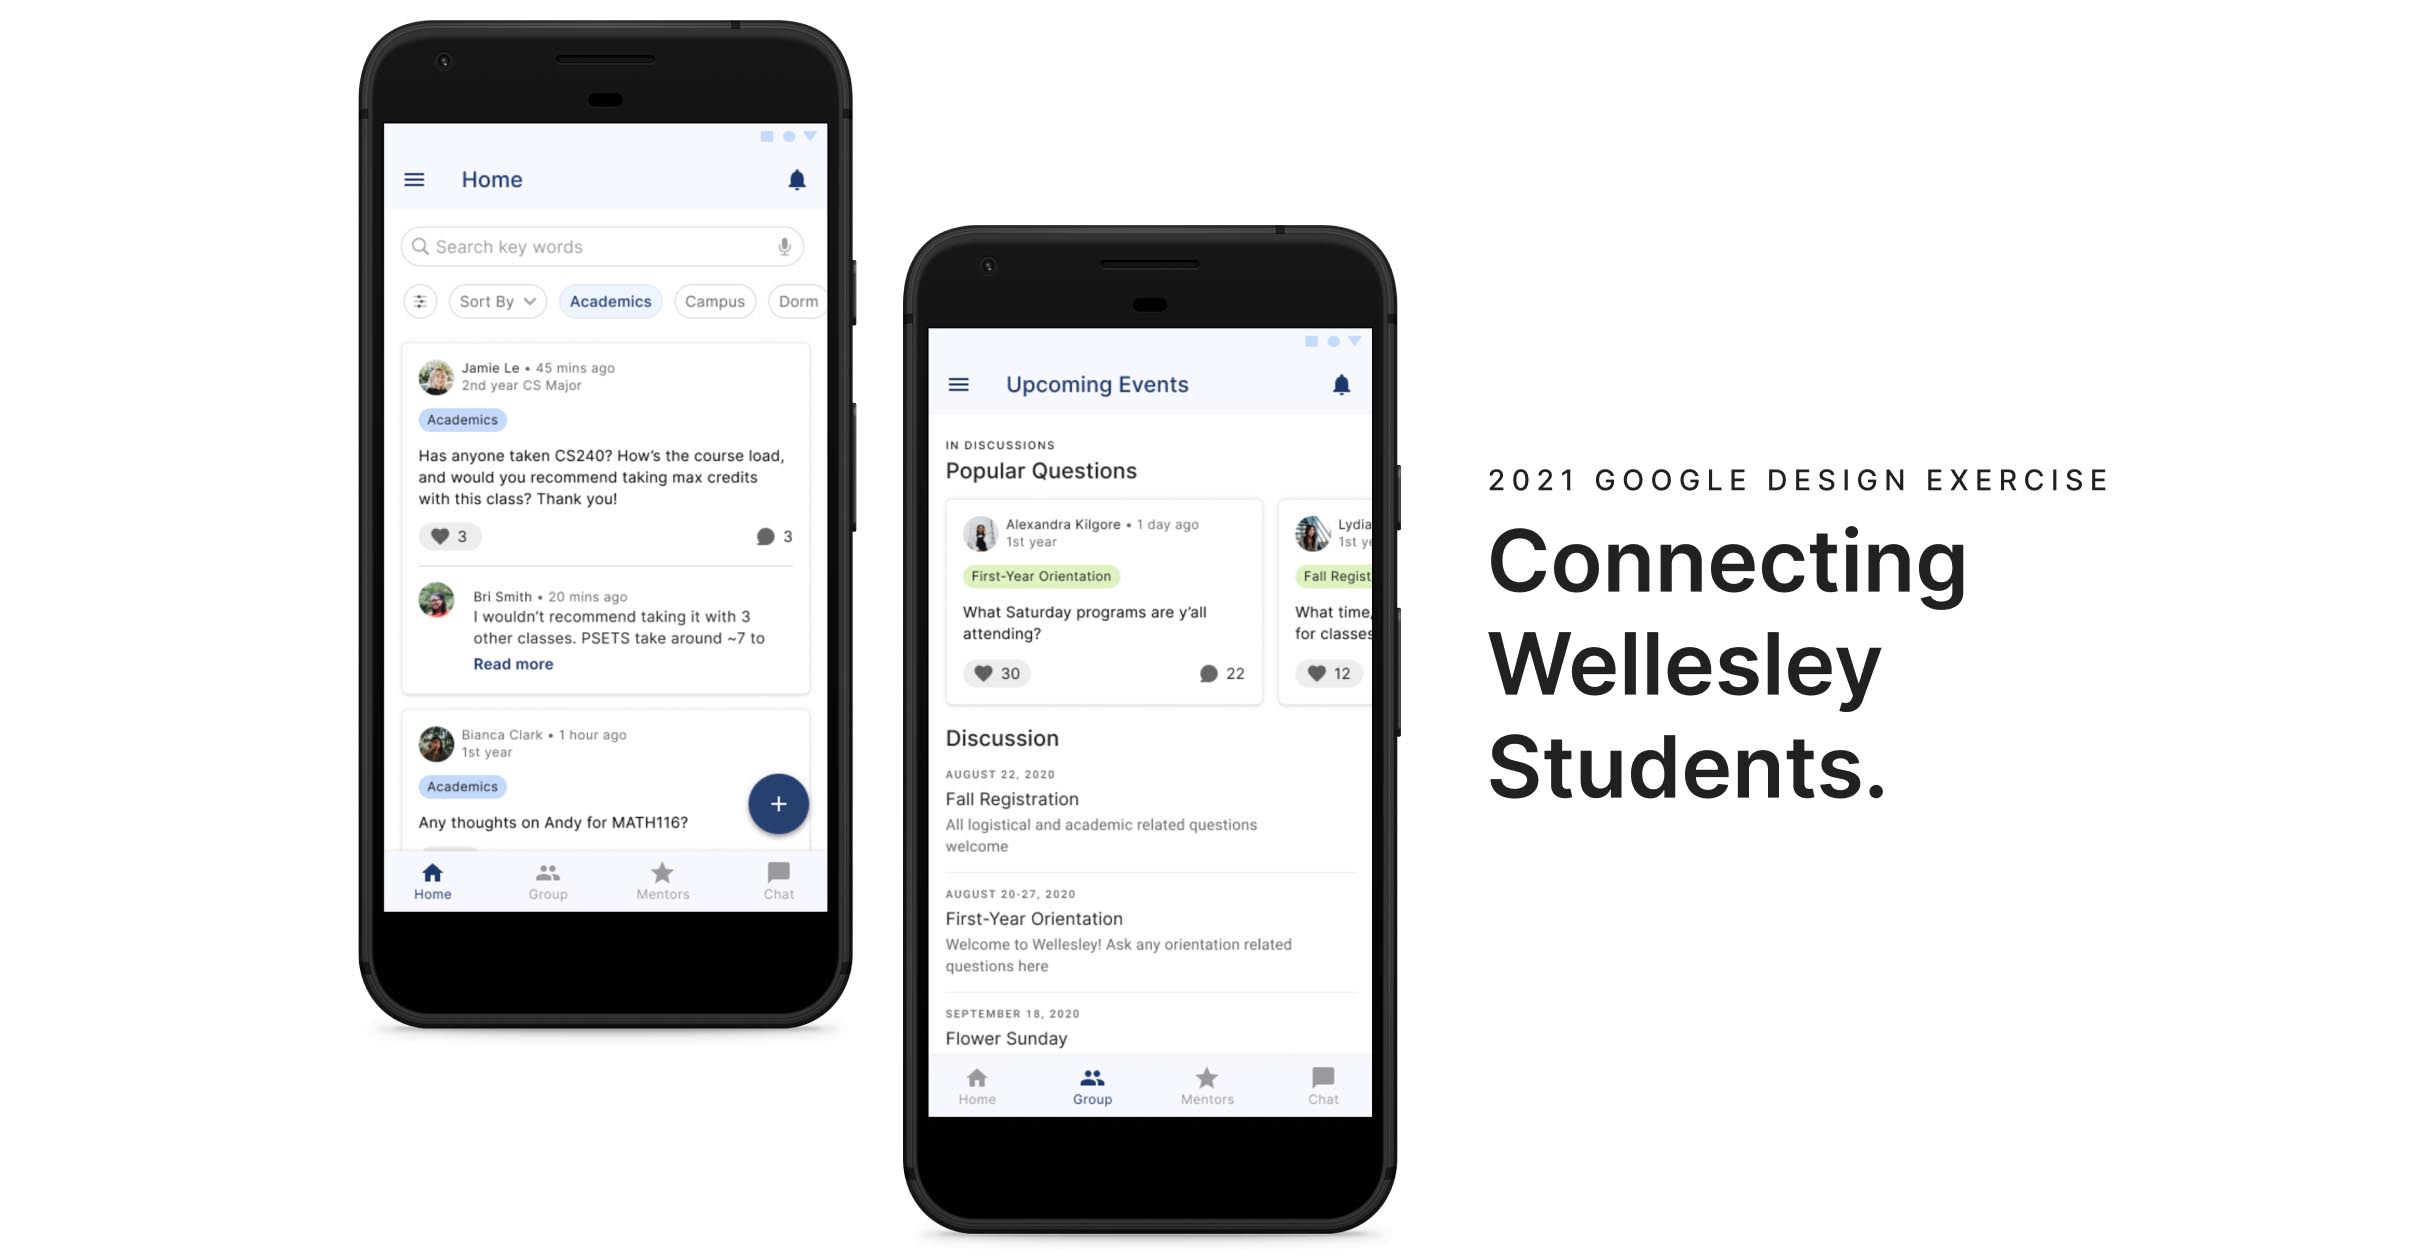 Home
Search key words
Sort By
Academics
Campus
Dorm
Jamie Le • 45 mins ago
2nd year CS Major
Academics
Has anyone taken CS240? How’s the course load,
and would you recommend taking max credits
with this class? Thank you!
3
3
Bri Smith • 20 mins ago
I wouldn’t recommend taking it with 3
other classes. PSETS take around ~7 to
Read more
Bianca Clark • 1 hour ago
1st year
Academics
Any thoughts on Andy for MATH116?
+
Home
Group
Mentors
Chat
Upcoming Events
IN DISCUSSIONS
Popular Questions
Alexandra Kilgore • 1 day ago
1st year
First-Year Orientation
What Saturday programs are y’all
attending?
30
22
Lydia
1st ye
Fall Regist
What time,
for classes
12
Discussion
AUGUST 22, 2020
Fall Registration
All logistical and academic related questions
welcome
AUGUST 20-27, 2020
First-Year Orientation
Welcome to Wellesley! Ask any orientation related
questions here
SEPTEMBER 18, 2020
Flower Sunday
Home
Group
Mentors
Chat
2021 GOOGLE DESIGN EXERCISE
Connecting
Wellesley
Students.